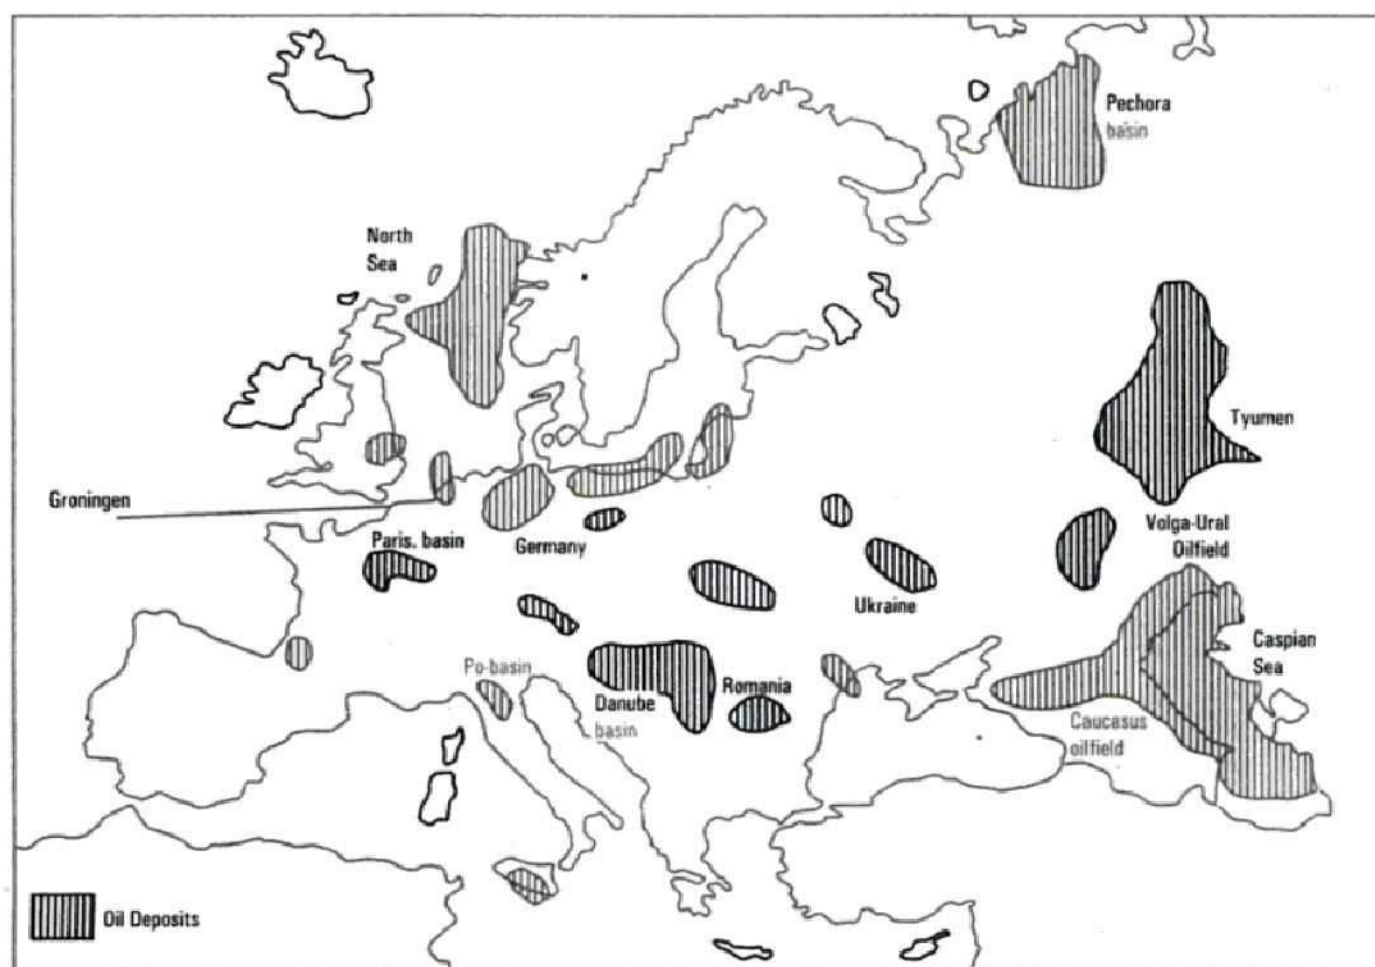 Pechora
basin
North
Sea
Tyumen
Groningen
Volga-Ural
Oilfield
Paris. basin
Germany
Ukraine
Caspian
Sea
Po-basin
Romania
Danube
basin
Caucasus
oilfield
Oil Deposits